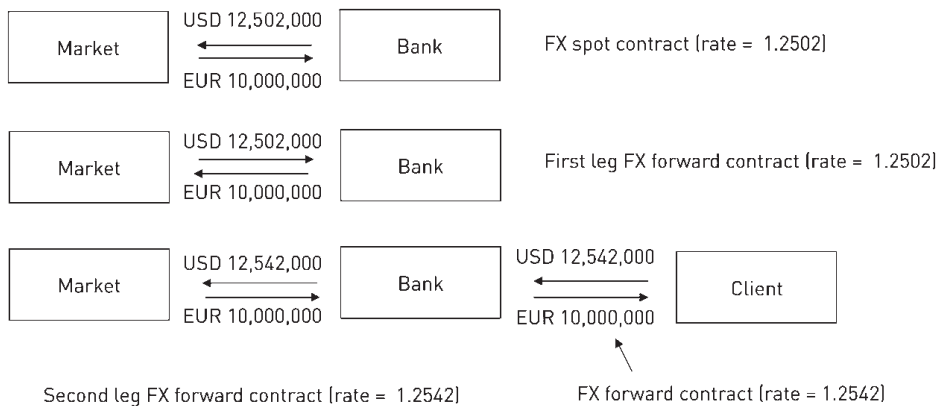 USD 12,502,000
Market
Bank
FX spot contract (rate = 1.2502)
EUR 10,000,000
USD 12,502,000
Market
Bank
First leg FX forward contract (rate = 1.2502)
EUR 10,000,000
USD 12,542,000
USD 12,542,000
Market
Bank
Client
EUR 10,000,000
EUR 10,000,000
Second leg FX forward contract (rate = 1.2542)
FX forward contract (rate = 1.2542)